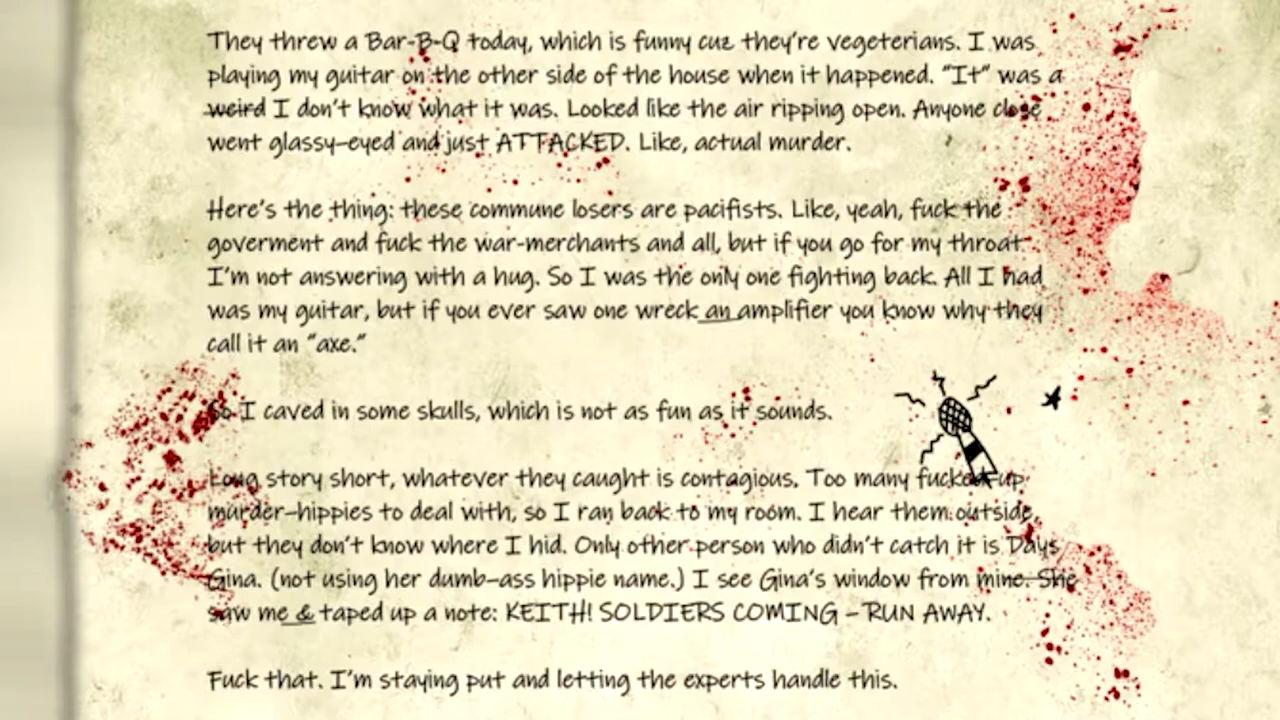 They threw a Bar-B-Q today, which is funny cuz they're vegeterians. I was
playing my guitar on the other side of the house when it happened. "It" was a
weird I don't know what it was. Looked like the air ripping open. Anyone close
went glassy-eyed and just ATTACKED. Like, actual murder.
Here's the thing: these commune losers are pacifists. Like, yeah, fuck the
goverment and fuck the war-merchants and all, but if you go for my throat
I'm not answering with a hug. So I was the only one fighting back. All I had
was my guitar, but if you ever saw one wreck an amplifier you know why they
call it an "axe."
So I caved in some skulls, which is not as fun as it sounds.
Long story short, whatever they caught is contagious. Too many fucked-up
murder-hippies to deal with, so I ran back to my room. I hear them outside,
but they don't know where I hid. Only other person who didn't catch it is Days
Gina. (not using her dumb-ass hippie name.) I see Gina's window from mine. She
saw me & taped up a note: KEITH! SOLDIERS COMING - RUN AWAY.
Fuck that. I'm staying put and letting the experts handle this.